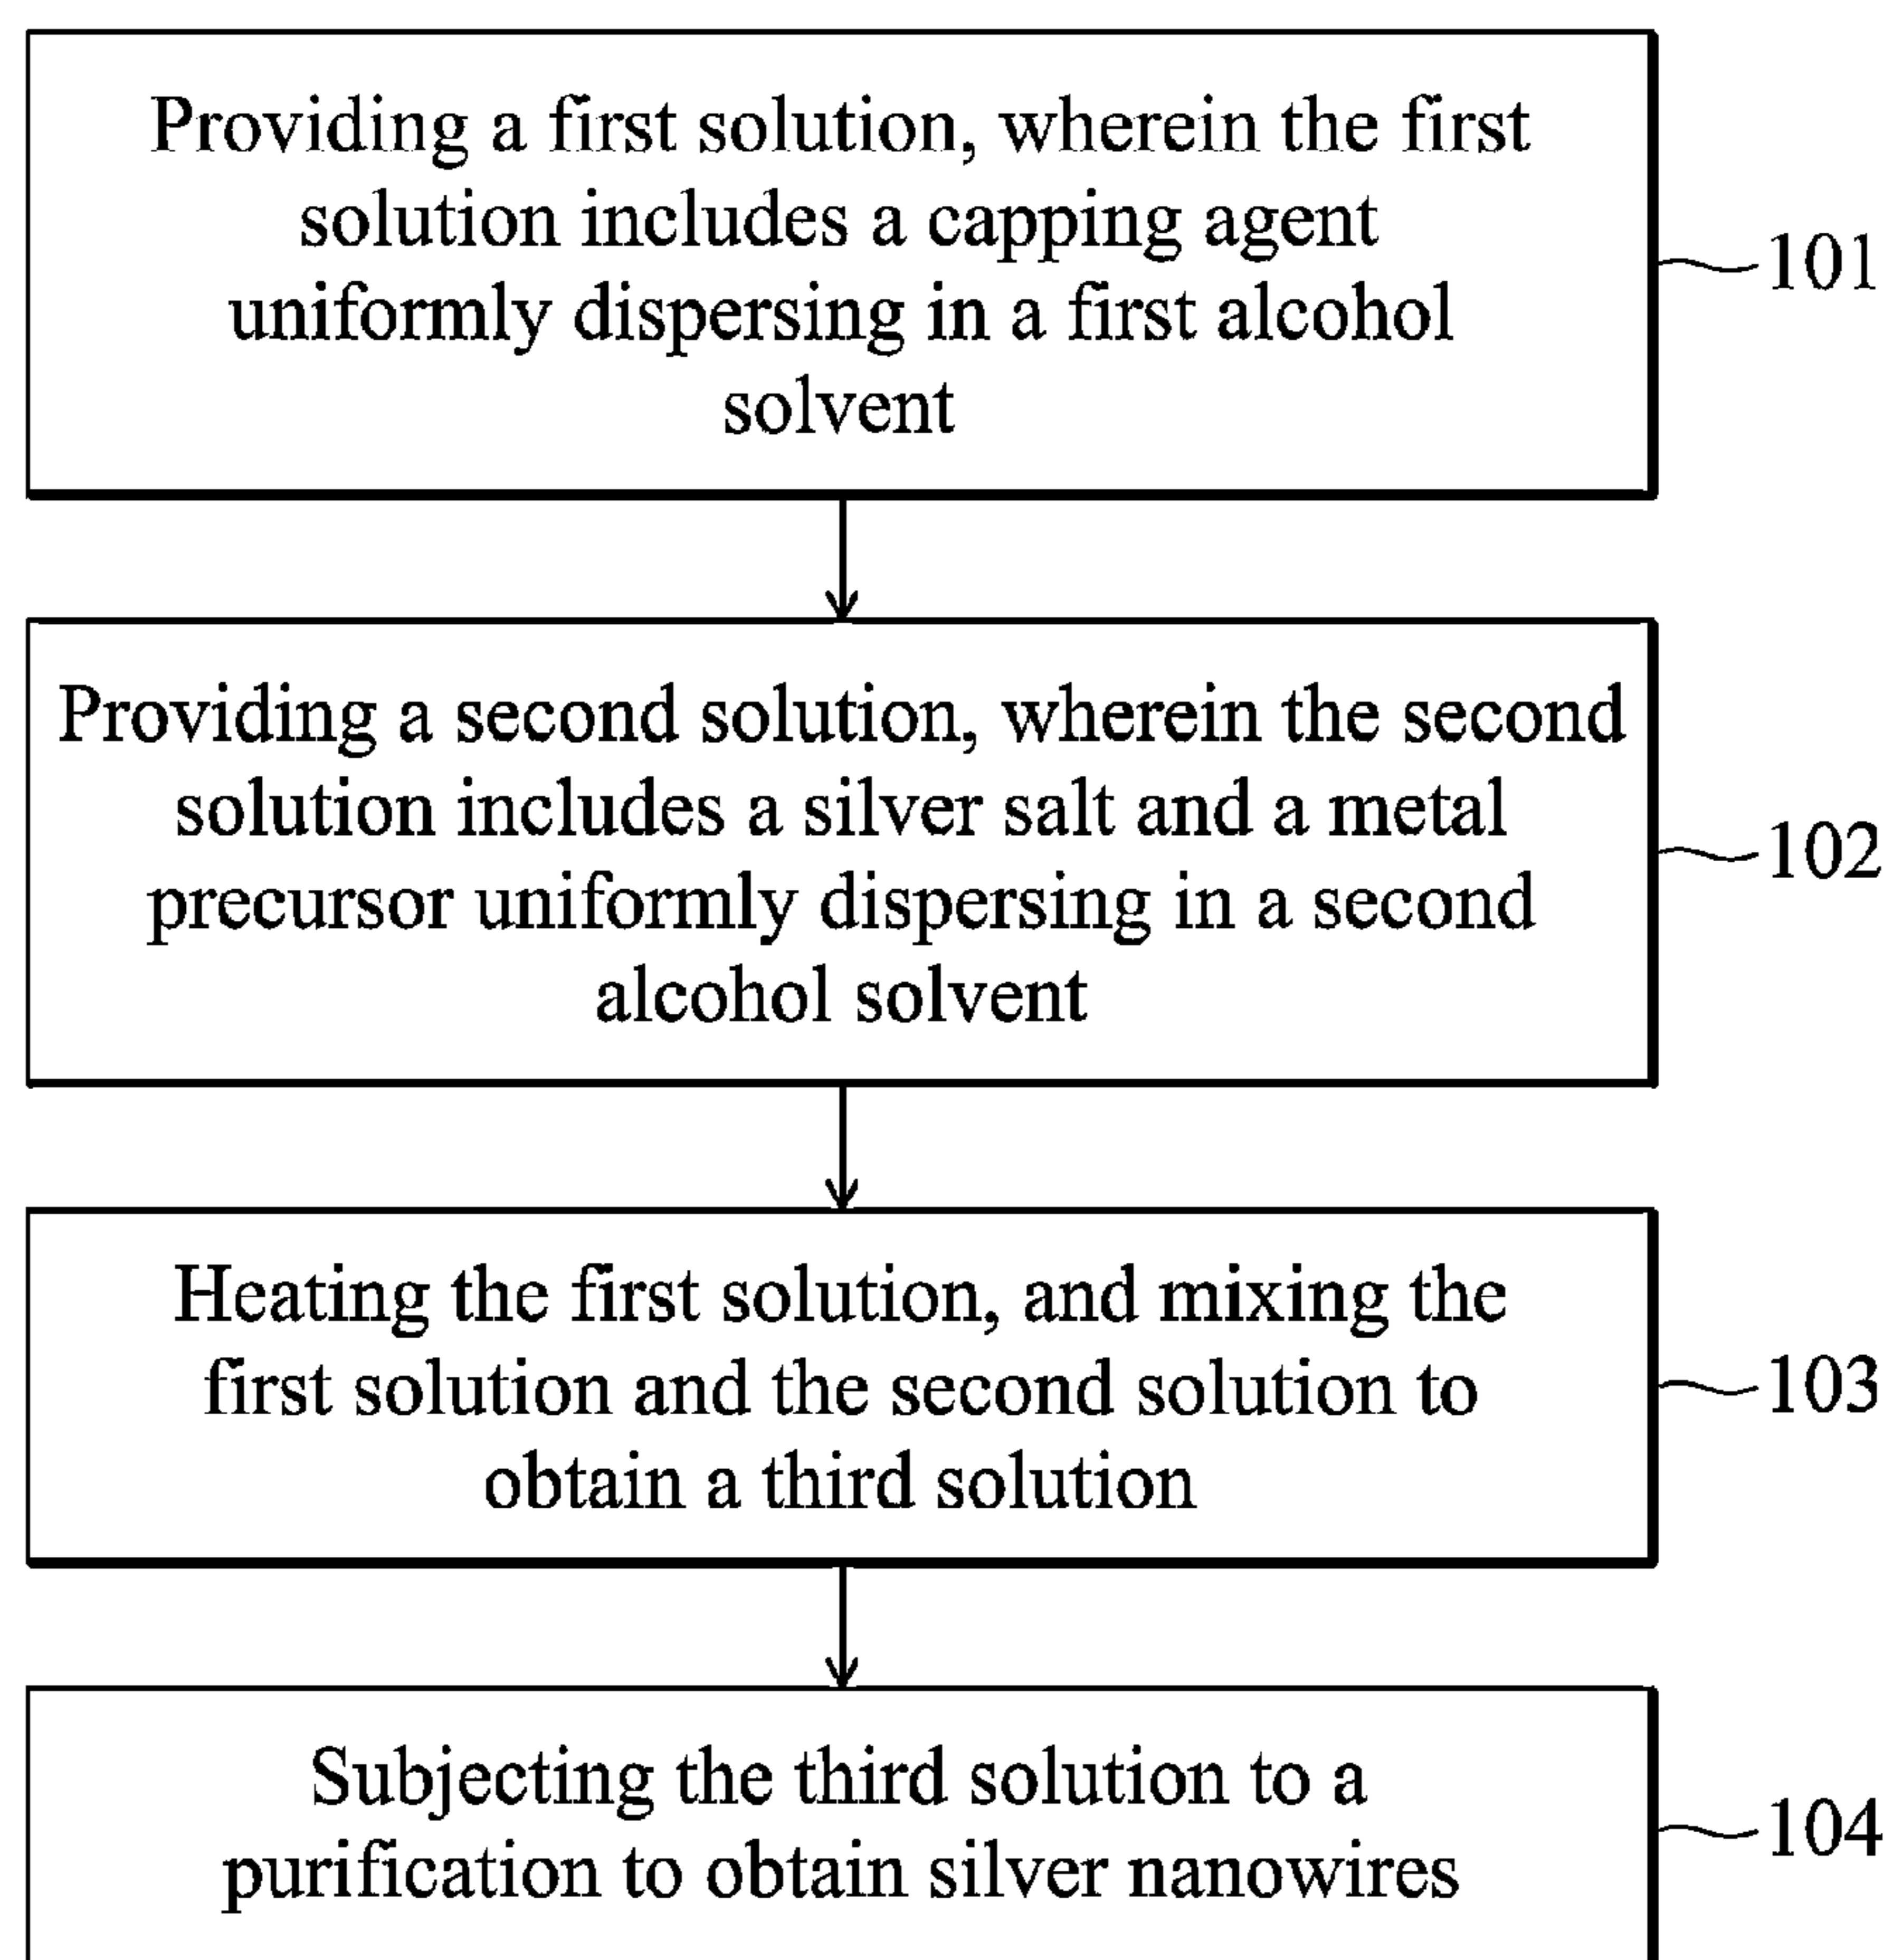 Providing a first solution, wherein the first
solution includes a capping agent
uniformly dispersing in a first alcohol
solvent
101
Providing a second solution, wherein the second
solution includes a silver salt and a metal
precursor uniformly dispersing in a second
alcohol solvent
102
Heating the first solution, and mixing the
first solution and the second solution to
obtain a third solution
103
Subjecting the third solution to a
purification to obtain silver nanowires
104